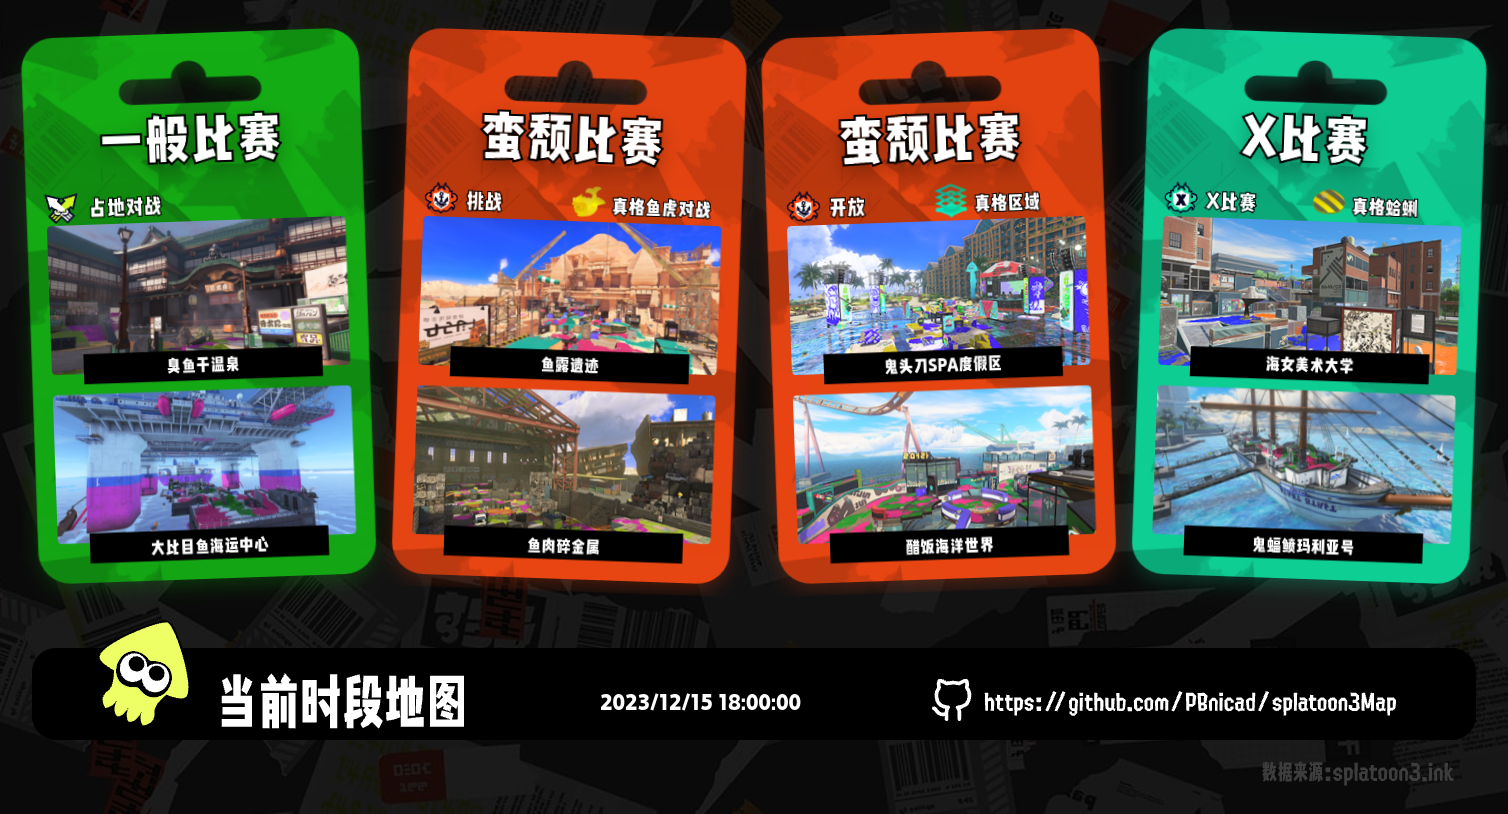 一般比赛
占地对战
臭鱼干温泉
大比目鱼海运中心
蛮颓比赛
挑战
真格鱼虎对战
鱼露遗迹
鱼肉碎金属
蛮颓比赛
开放
真格区域
鬼头刀SPA度假区
醋饭海洋世界
X比赛
X比赛
真格蛤蜊
海女美术大学
鬼蝠鲼玛利亚号
当前时段地图
2023/12/15 18:00:00
https://github.com/PBnicad/splatoon3Map
数据来源:splatoon3.ink